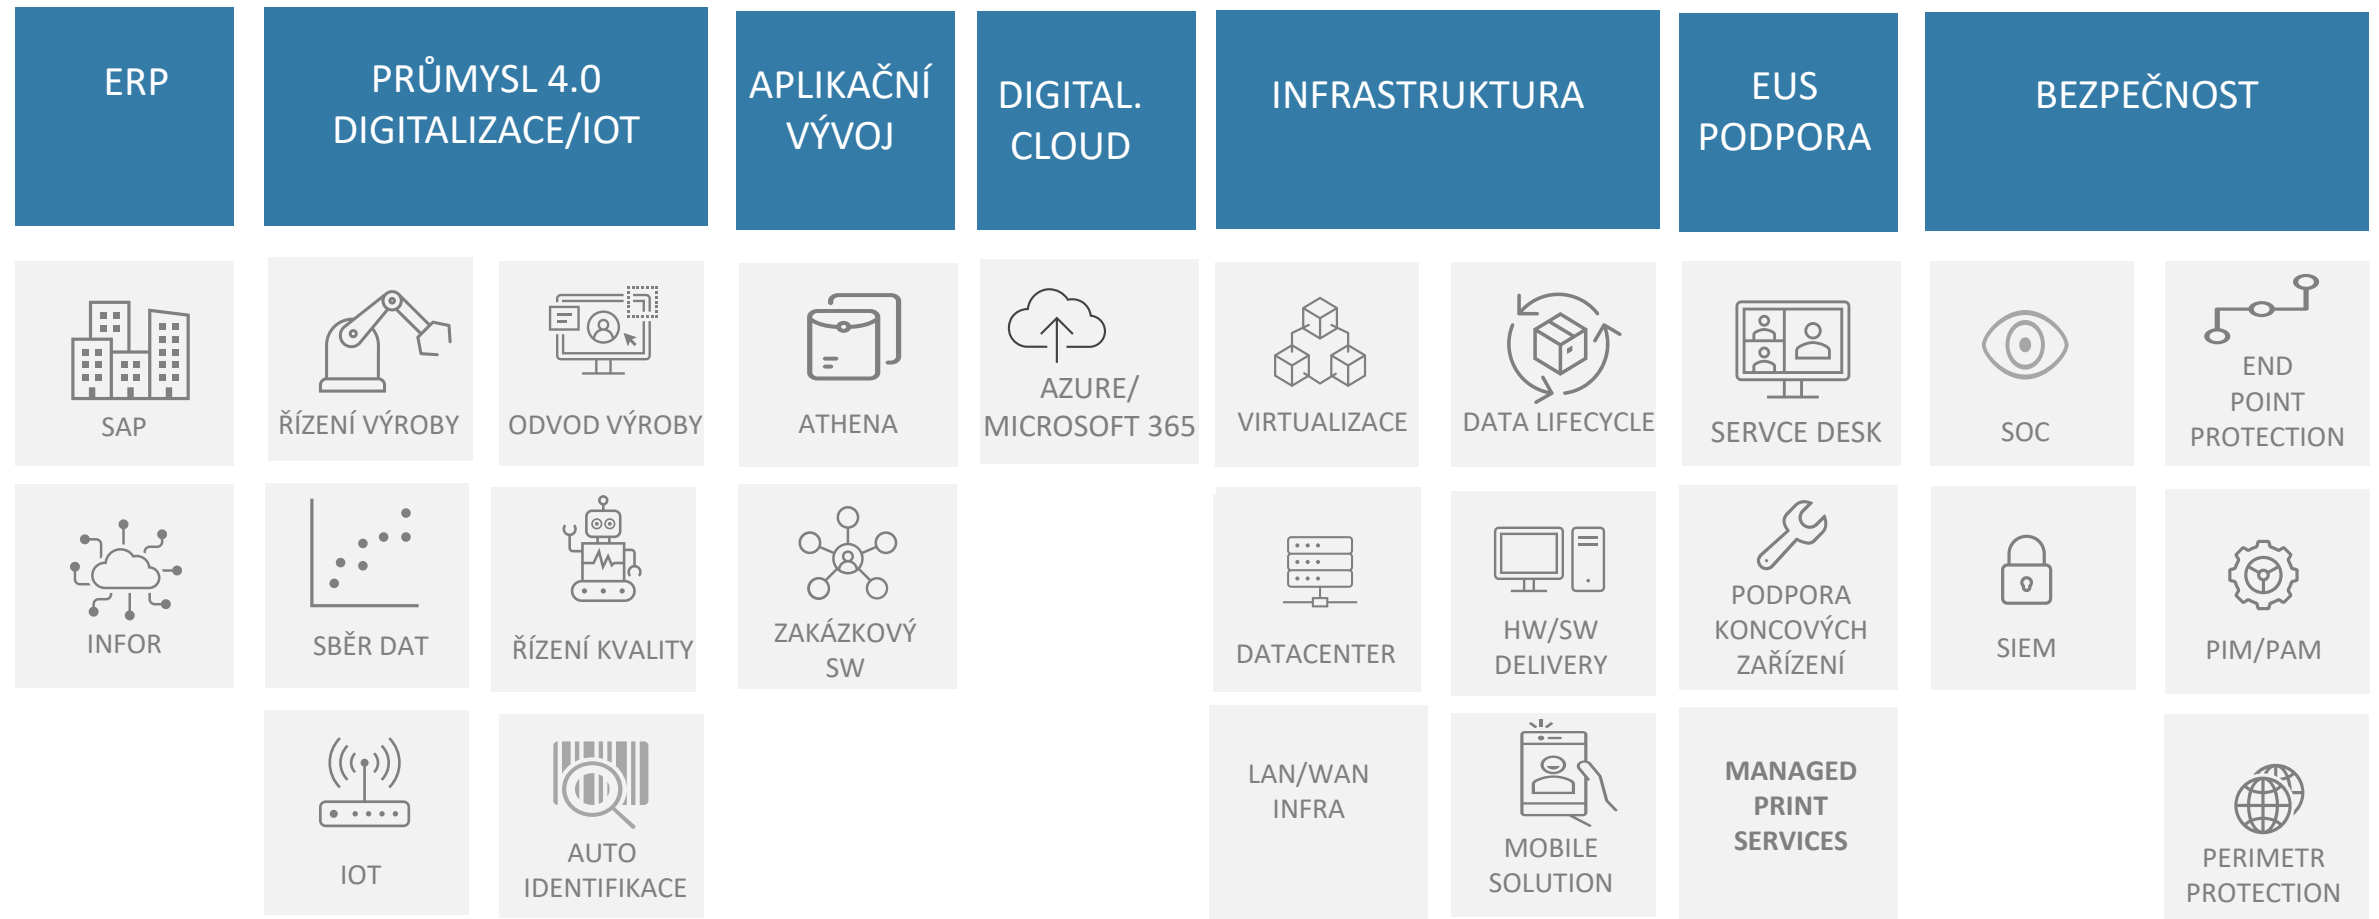 ERP
PRŮMYSL 4.0
DIGITALIZACE/IOT
APLIKAČNÍ
VÝVOJ
DIGITAL.
CLOUD
INFRASTRUKTURA
EUS
PODPORA
BEZPEČNOST
SAP
ŘÍZENÍ VÝROBY
ODVOD VÝROBY
ATHENA
AZURE/
MICROSOFT 365
VIRTUALIZACE
DATA LIFECYCLE
SERVCE DESK
SOC
END
POINT
PROTECTION
INFOR
SBĚR DAT
ŘÍZENÍ KVALITY
ZAKÁZKOVÝ
SW
DATACENTER
HW/SW
DELIVERY
PODPORA
KONCOVÝCH
ZAŘÍZENÍ
SIEM
PIM/PAM
IOT
AUTO
IDENTIFIKACE
LAN/WAN
INFRA
MOBILE
SOLUTION
MANAGED
PRINT
SERVICES
PERIMETR
PROTECTION